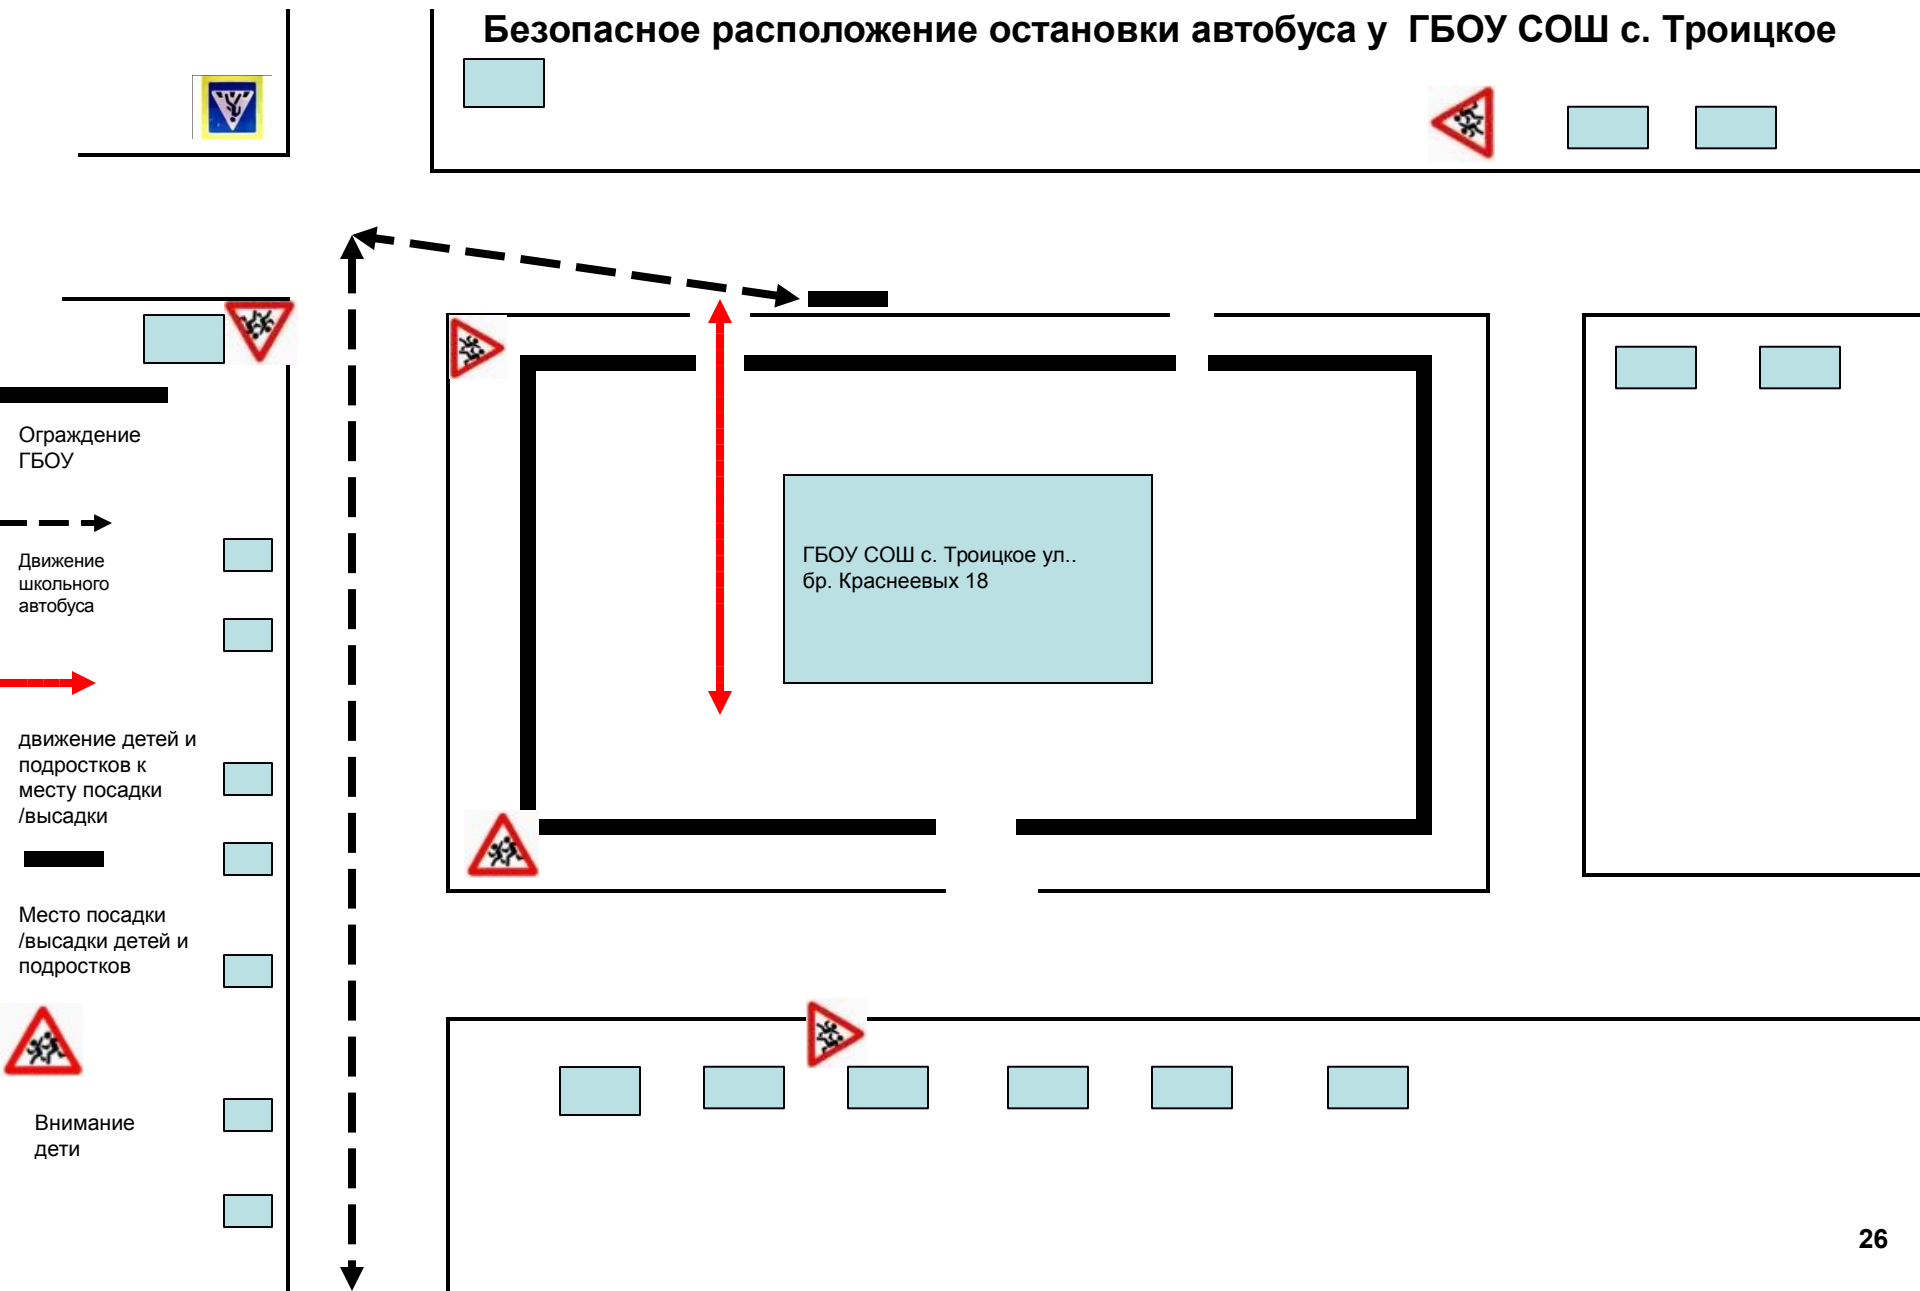 Безопасное расположение остановки автобуса у ГБОУ СОШ с. Троицкое
Ограждение
ГБОУ
Движение
школьного
автобуса
движение детей и
подростков к
месту посадки
/высадки
Место посадки
/высадки детей и
подростков
Внимание
дети
ГБОУ СОШ с. Троицкое ул..
бр. Краснеевых 18
26